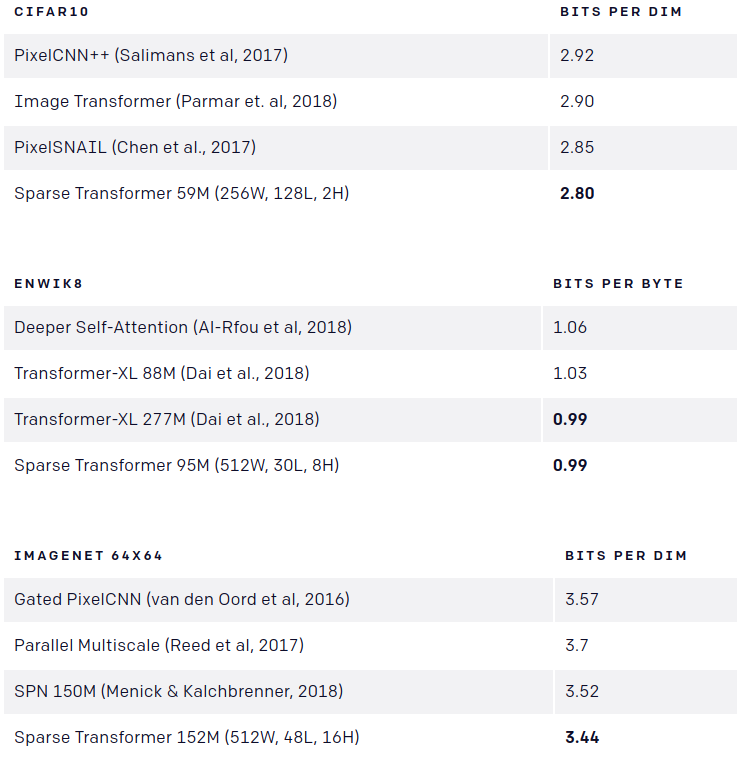 CIFAR10 BITS PER DIM
PixelCNN++ (Salimans et al, 2017) 2.92
Image Transformer (Parmar et. al, 2018) 2.90
PixelSNAIL (Chen et al., 2017) 2.85
Sparse Transformer 59M (256W, 128L, 2H) 2.80
ENWIK8 BITS PER BYTE
Deeper Self-Attention (Al-Rfou et al, 2018) 1.06
Transformer-XL 88M (Dai et al., 2018) 1.03
Transformer-XL 277M (Dai et al., 2018) 0.99
Sparse Transformer 95M (512W, 30L, 8H) 0.99
IMAGENET 64X64 BITS PER DIM
Gated PixelCNN (van den Oord et al, 2016) 3.57
Parallel Multiscale (Reed et al, 2017) 3.7
SPN 150M (Menick & Kalchbrenner, 2018) 3.52
Sparse Transformer 152M (512W, 48L, 16H) 3.44